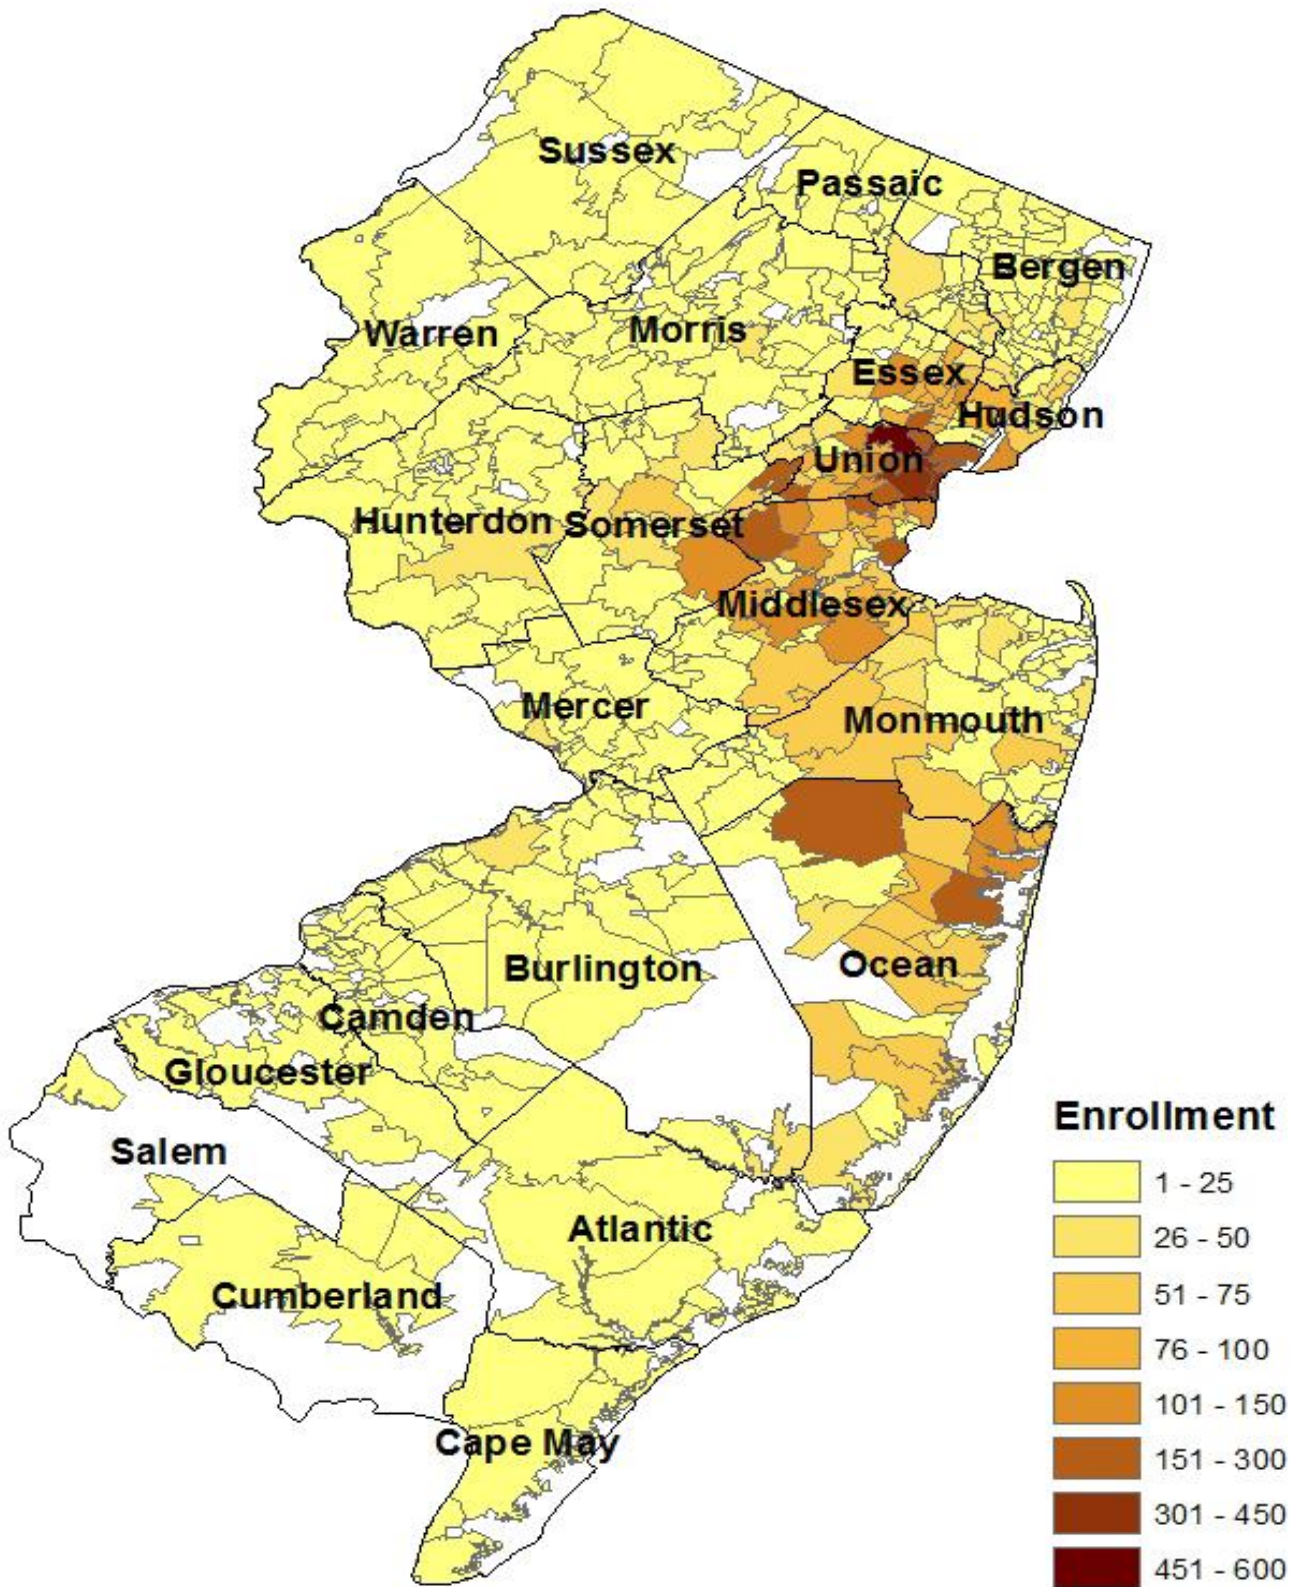 Sussex
Passaic
Bergen
Warren
Morris
Essex
Hudson
Union
Hunterdon
Somerset
Middlesex
Mercer
Monmouth
Burlington
Ocean
Camden
Gloucester
Salem
Atlantic
Cumberland
Cape May
Enrollment
1 - 25
26 - 50
51 - 75
76 - 100
101 - 150
151 - 300
301 - 450
451 - 600